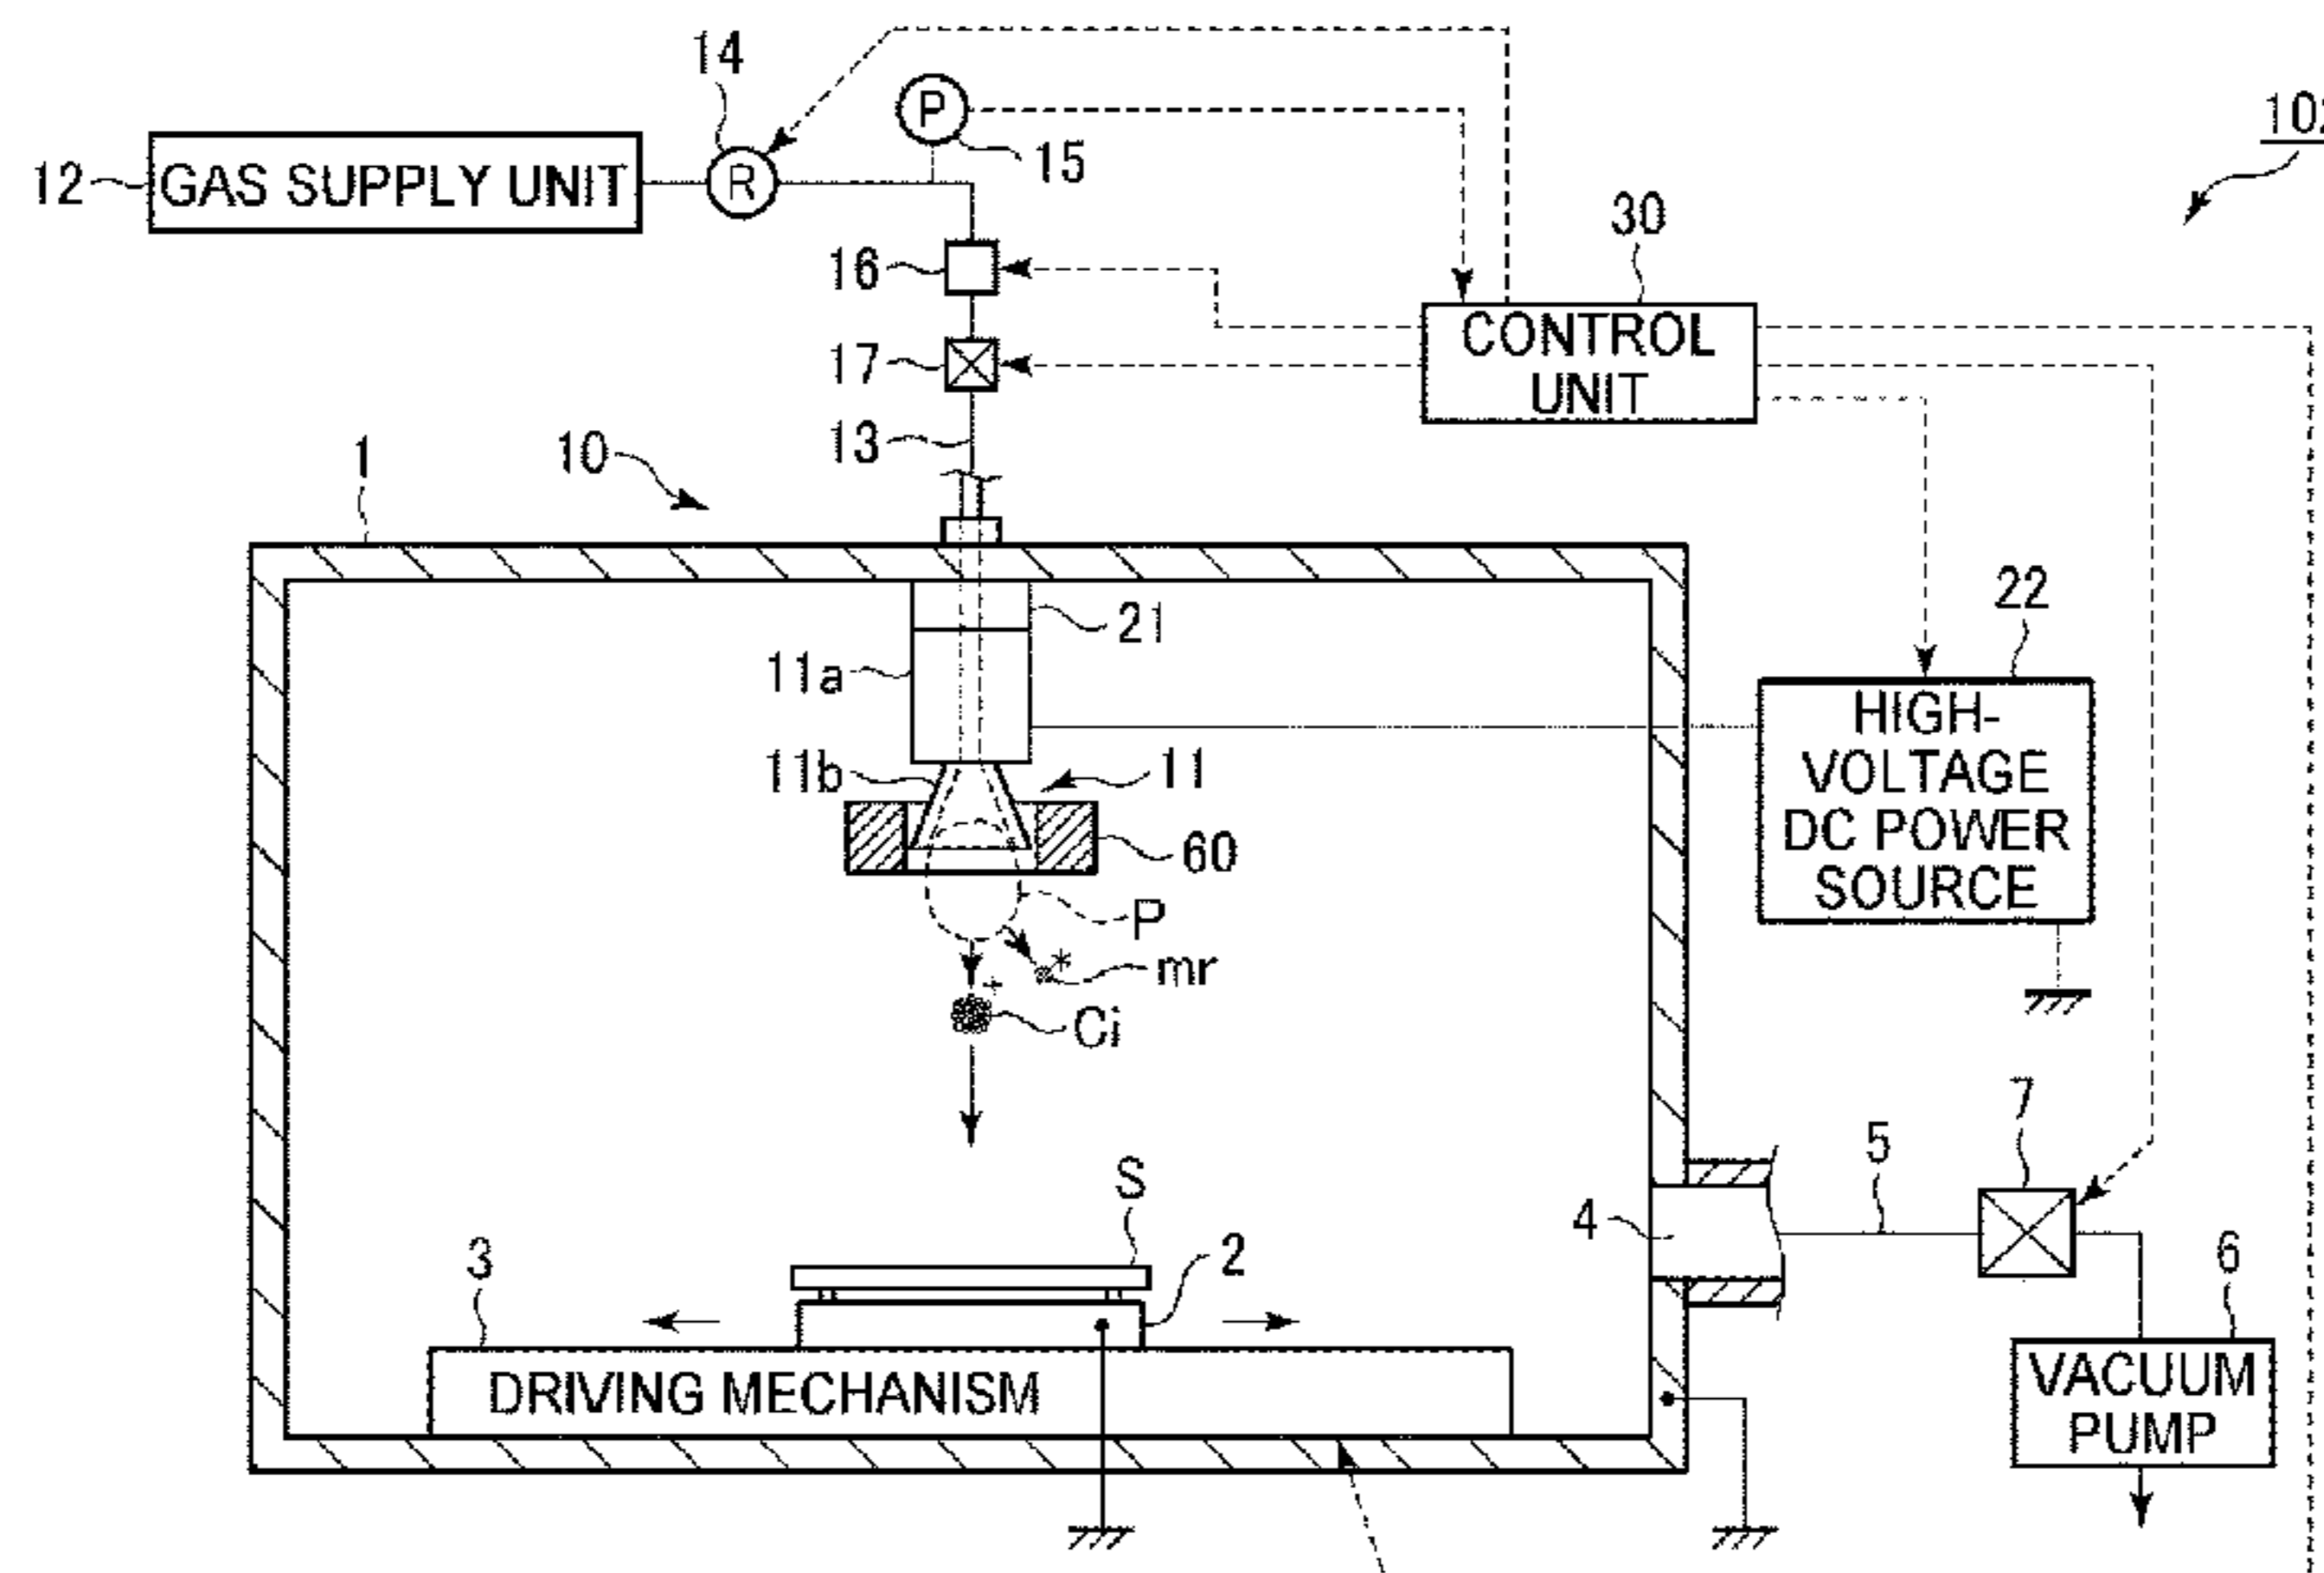 14
P
15
102
12
GAS SUPPLY UNIT
R
30
16
CONTROL
UNIT
17
13
1
10
22
21
11a
HIGH-
VOLTAGE
DC POWER
SOURCE
11b
11
60
P
mr
*
+
Ci
7
5
S
4
3
2
6
DRIVING MECHANISM
VACUUM
PUMP